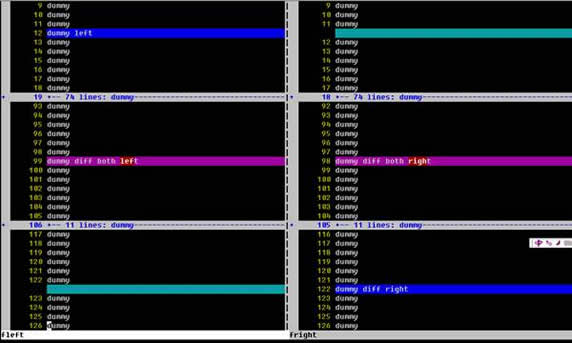 9 dummy
10 dummy
11 dummy
12 dummy left
13 dummy
14 dummy
15 dummy
16 dummy
17 dummy
18 dummy
+ 19 +-- 74 lines: dummy---------------------------------
93 dummy
94 dummy
95 dummy
96 dummy
97 dummy
98 dummy
99 dummy diff both left
100 dummy
101 dummy
102 dummy
103 dummy
104 dummy
105 dummy
+ 106 +-- 11 lines: dummy---------------------------------
117 dummy
118 dummy
119 dummy
120 dummy
121 dummy
122 dummy
123 dummy
124 dummy
125 dummy
126 dummy
fleft
9 dummy
10 dummy
11 dummy
12 dummy
13 dummy
14 dummy
15 dummy
16 dummy
17 dummy
+ 18 +-- 74 lines: dummy---------------------------------
92 dummy
93 dummy
94 dummy
95 dummy
96 dummy
97 dummy
98 dummy diff both right
99 dummy
100 dummy
101 dummy
102 dummy
103 dummy
104 dummy
+ 105 +-- 11 lines: dummy---------------------------------
116 dummy
117 dummy
118 dummy
119 dummy
120 dummy
121 dummy
122 dummy diff right
123 dummy
124 dummy
125 dummy
126 dummy
fright